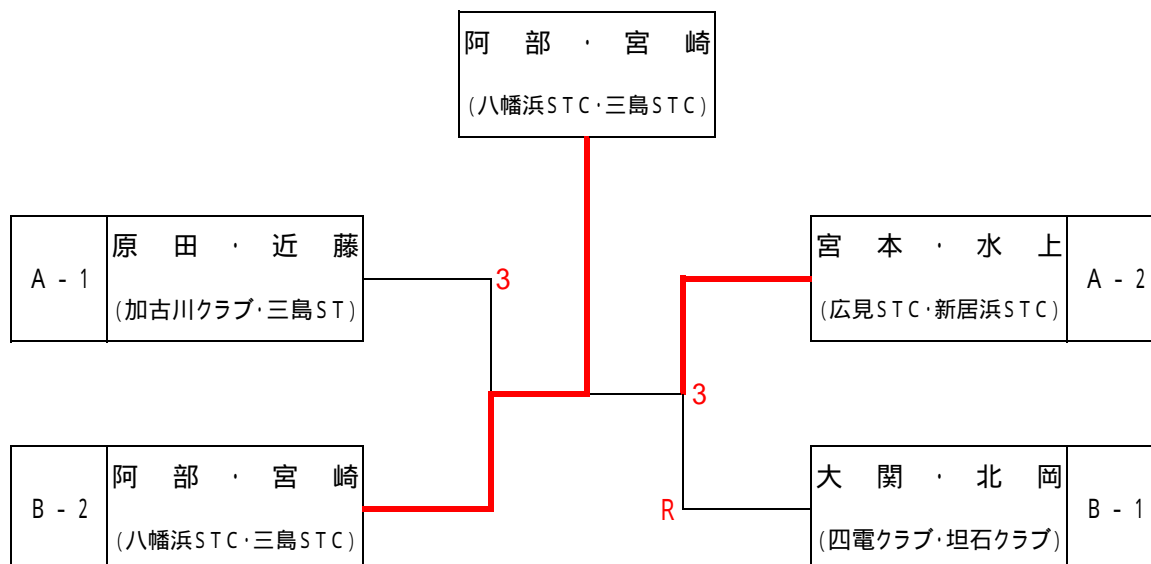 阿部・宮崎
(八幡浜STC・三島STC)
A-1
原田・近藤
(加古川クラブ・三島ST)
3
宮本・水上
(広見STC・新居浜STC)
A-2
3
B-2
阿部・宮崎
(八幡浜STC・三島STC)
R
大関・北岡
(四電クラブ・坦石クラブ)
B-1